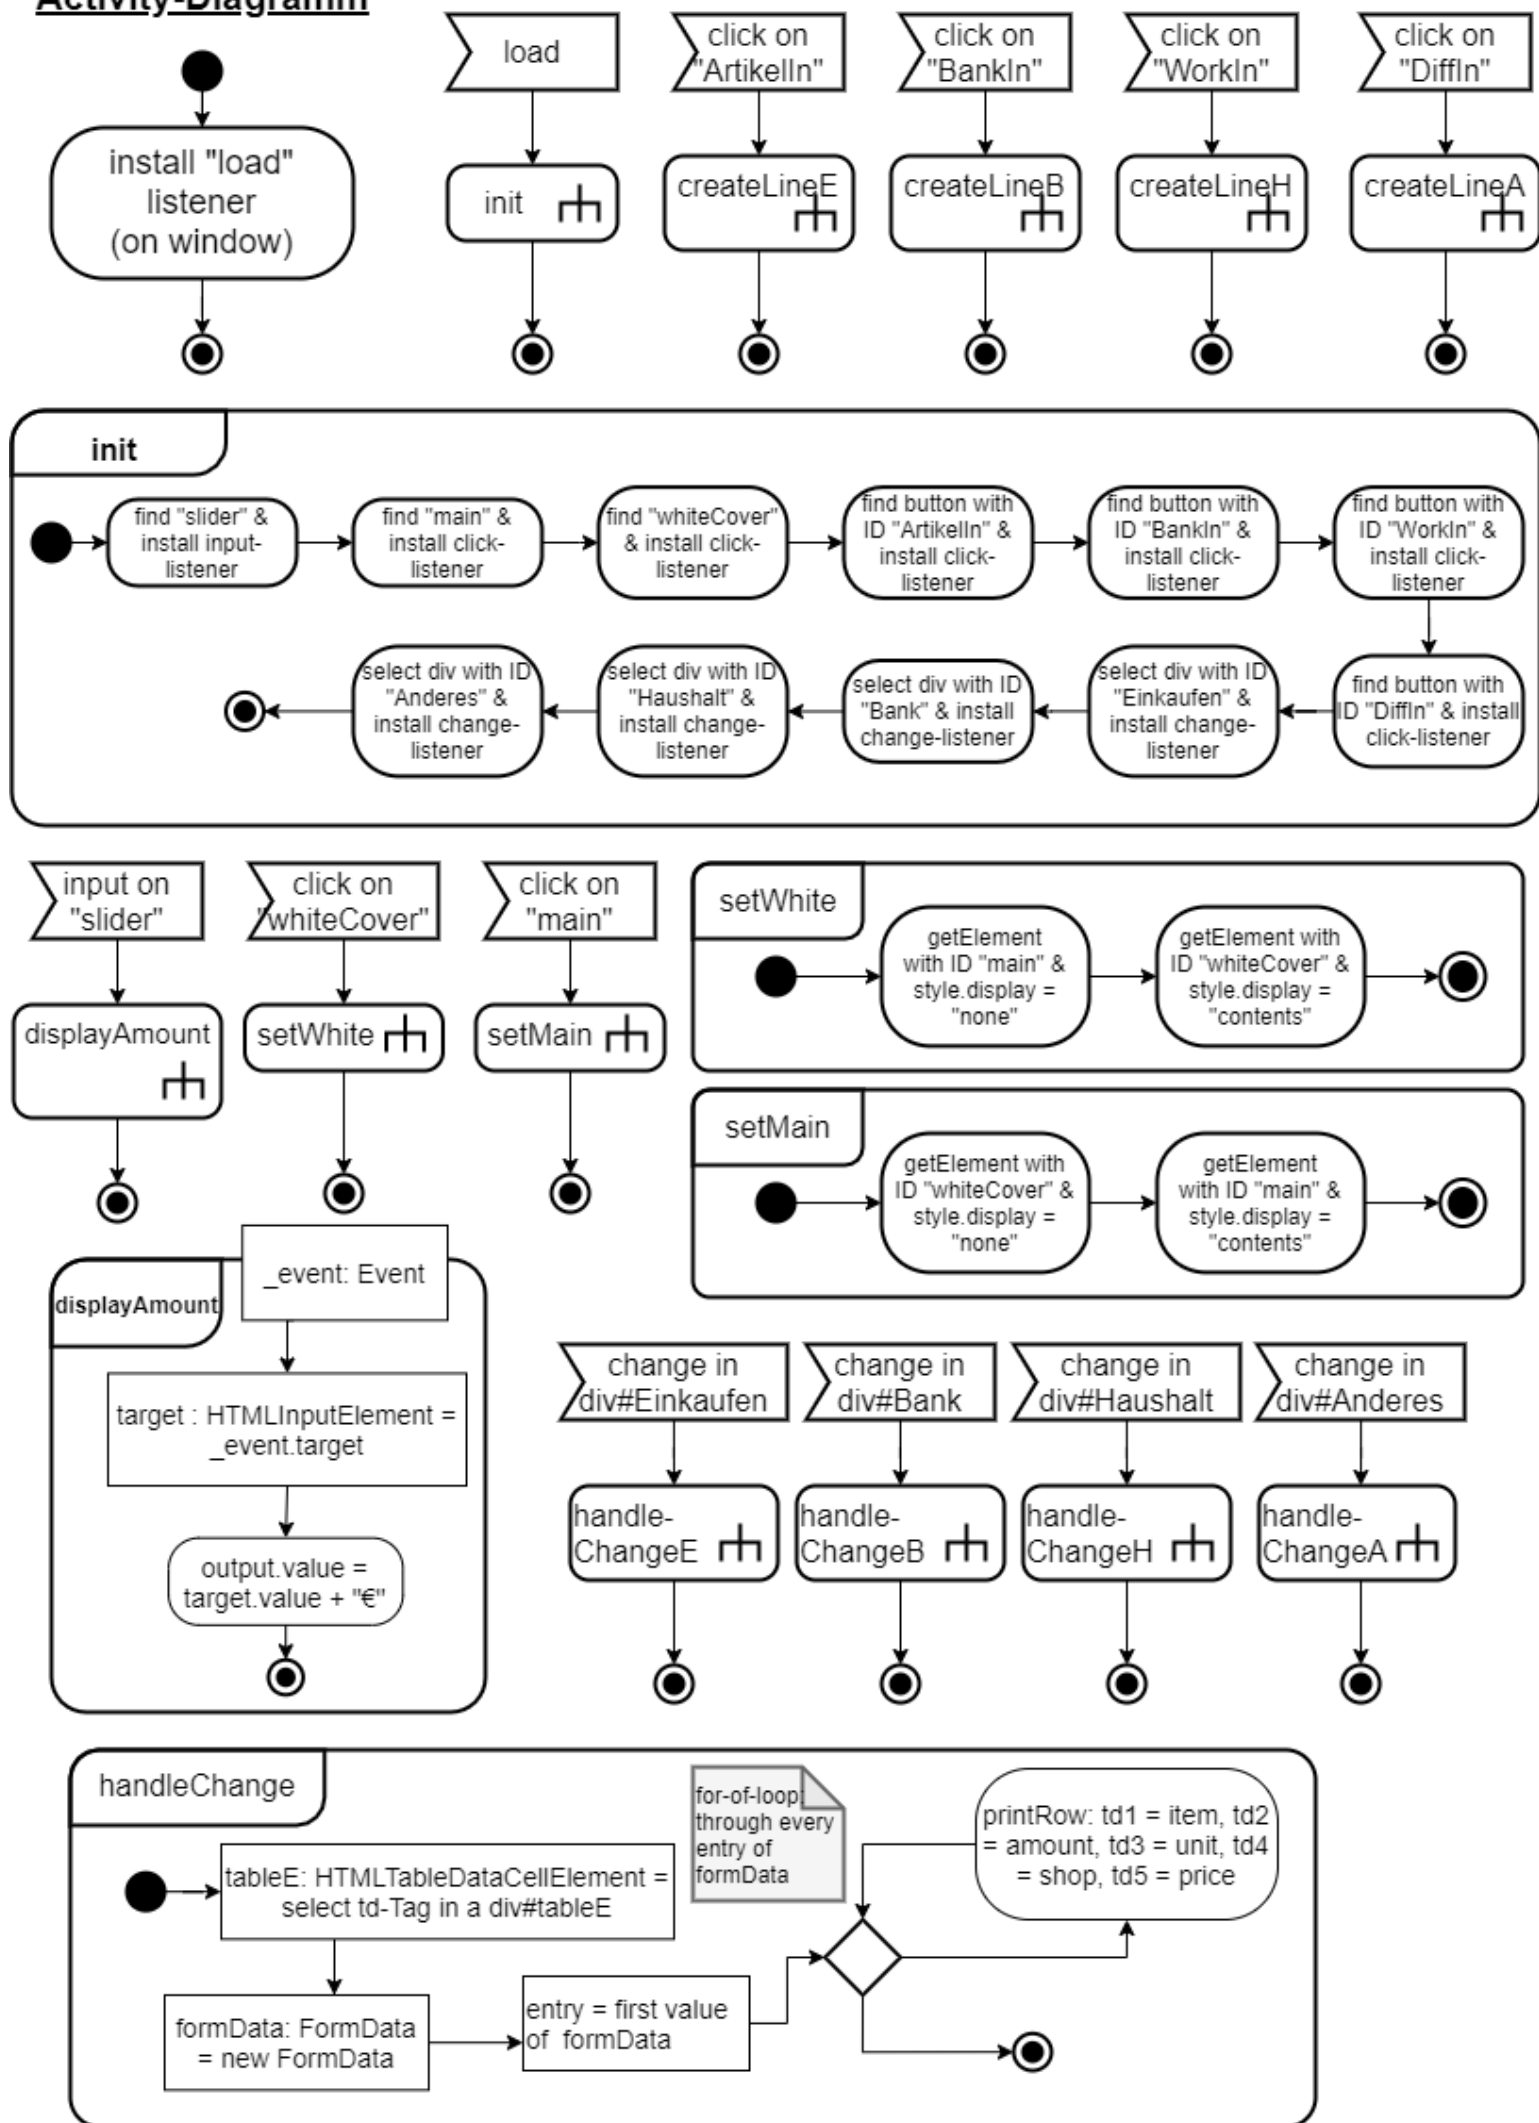 Activity-Diagramm
load
click on
"ArtikelIn"
click on
"BankIn"
click on
"WorkIn"
click on
"DiffIn"
install "load"
listener
(on window)
init
createLineE
createLineB
createLineH
createLineA
init
find "slider" &
install input-
listener
find "main" &
install click-
listener
find "whiteCover"
& install click-
listener
find button with
ID "ArtikelIn" &
install click-
listener
find button with
ID "BankIn" &
install click-
listener
find button with
ID "WorkIn" &
install click-
listener
select div with ID
"Anderes" &
install change-
listener
select div with ID
"Haushalt" &
install change-
listener
select div with ID
"Bank" & install
change-listener
select div with ID
"Einkaufen" &
install change-
listener
find button with
ID "DiffIn" & install
click-listener
input on
"slider"
click on
"whiteCover"
click on
"main"
displayAmount
setWhite
setMain
setWhite
getElement
with ID "main" &
style.display =
"none"
getElement with
ID "whiteCover" &
style.display =
"contents"
setMain
getElement with
ID "whiteCover" &
style.display =
"none"
getElement
with ID "main" &
style.display =
"contents"
displayAmount
_event: Event
target : HTMLInputElement =
_event.target
output.value =
target.value + "€"
change in
div#Einkaufen
change in
div#Bank
change in
div#Haushalt
change in
div#Anderes
handle-
ChangeE
handle-
ChangeB
handle-
ChangeH
handle-
ChangeA
handleChange
tableE: HTMLTableDataCellElement =
select td-Tag in a div#tableE
formData: FormData
= new FormData
entry = first value
of formData
for-of-loop:
through every
entry of
formData
printRow: td1 = item, td2
= amount, td3 = unit, td4
= shop, td5 = price